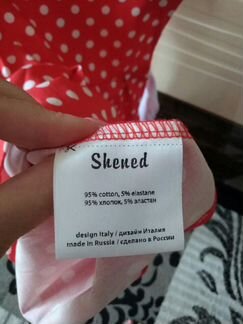 Shened
95% cotton, 5% elastane
95% хлопок, 5% эластан
design Italy / дизайн Италия
made in Russia / сделано в России